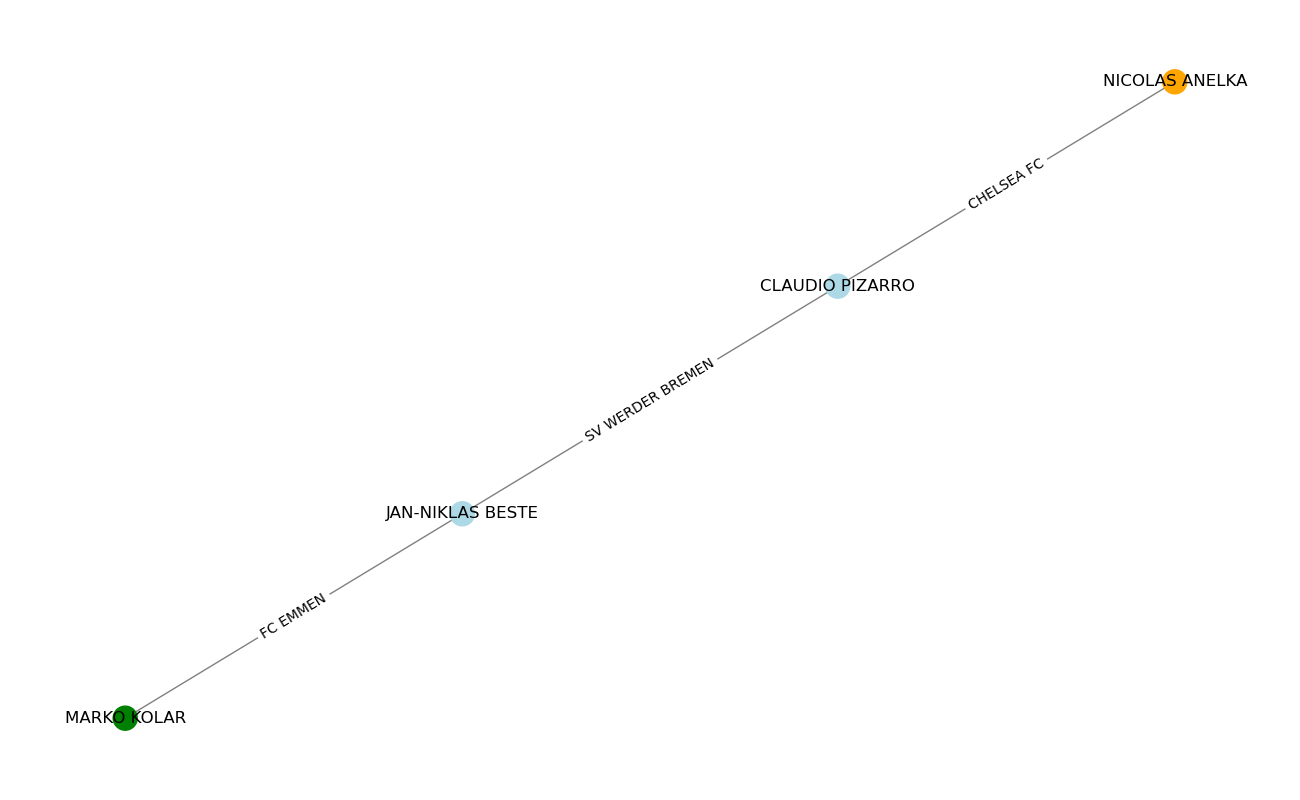 NICOLAS ANELKA
CHELSEA FC
CLAUDIO PIZARRO
SV WERDER BREMEN
JAN-NIKLAS BESTE
FC EMMEN
MARKO KOLAR